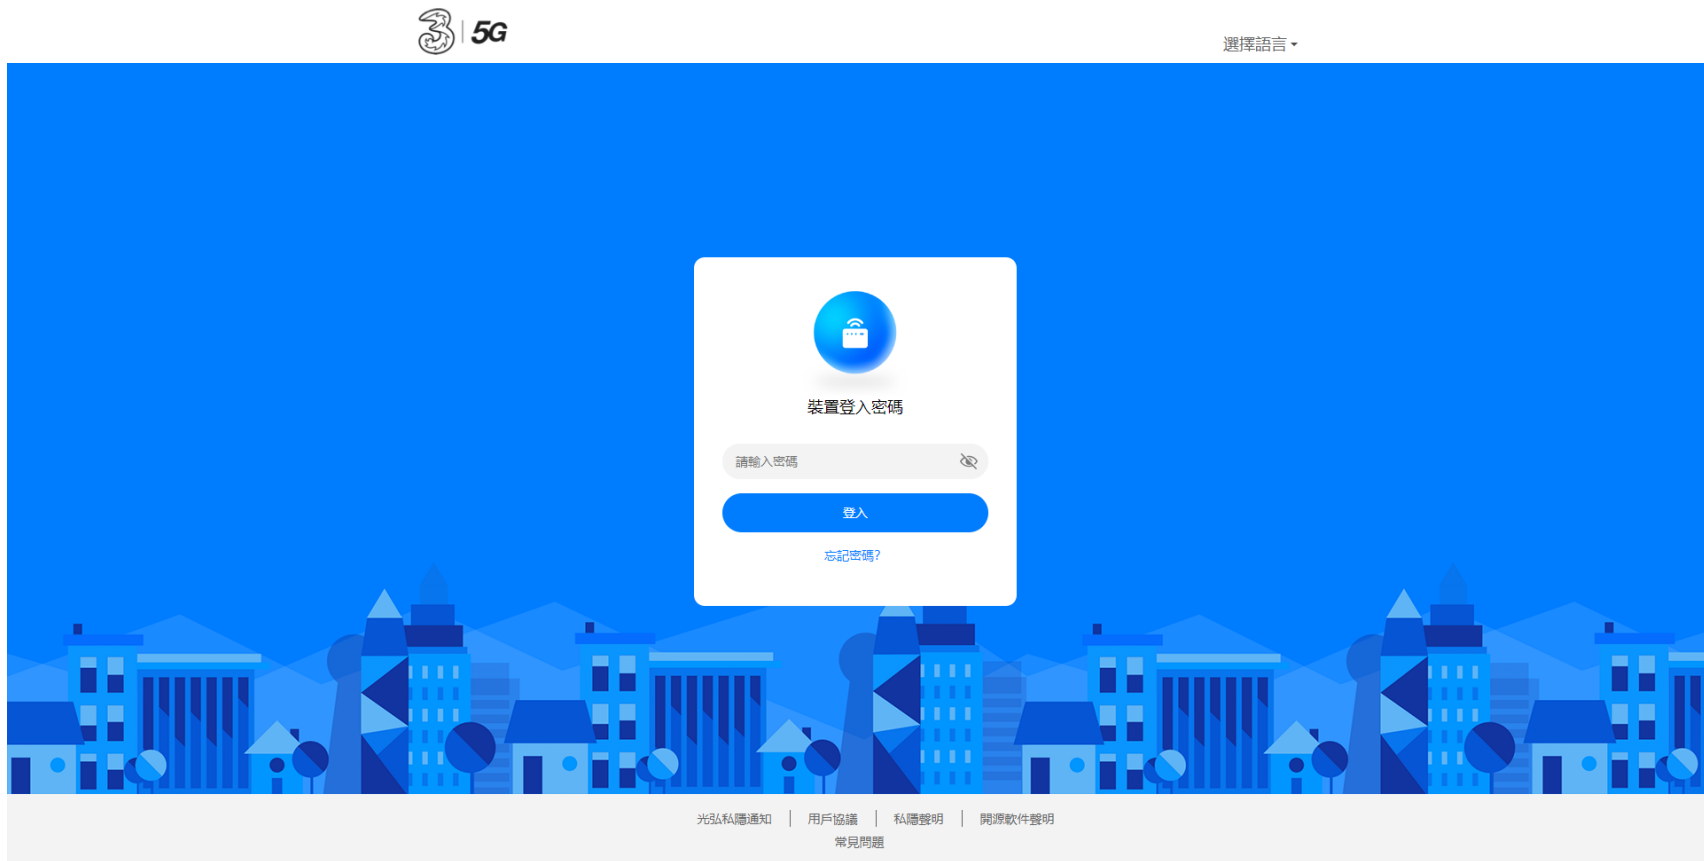 3 | 5G
選擇語言
裝置登入密碼
請輸入密碼
登入
忘記密碼?
光弘私隱通知 | 用戶協議 | 私隱聲明 | 開源軟件聲明
常見問題